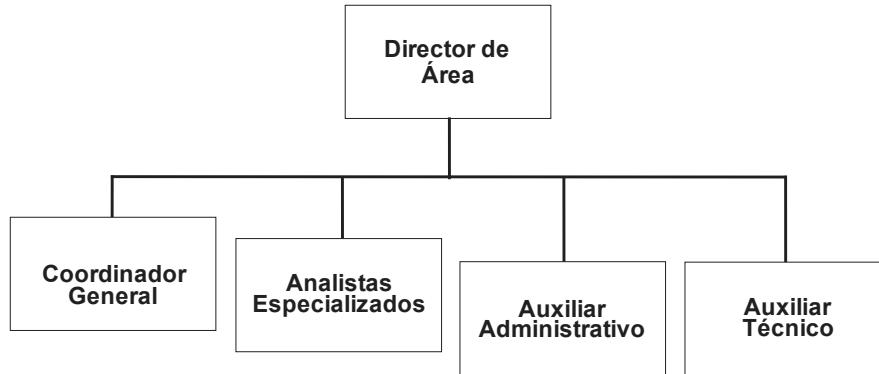 Director de
Área
Coordinador
General
Analistas
Especializados
Auxiliar
Administrativo
Auxiliar
Técnico